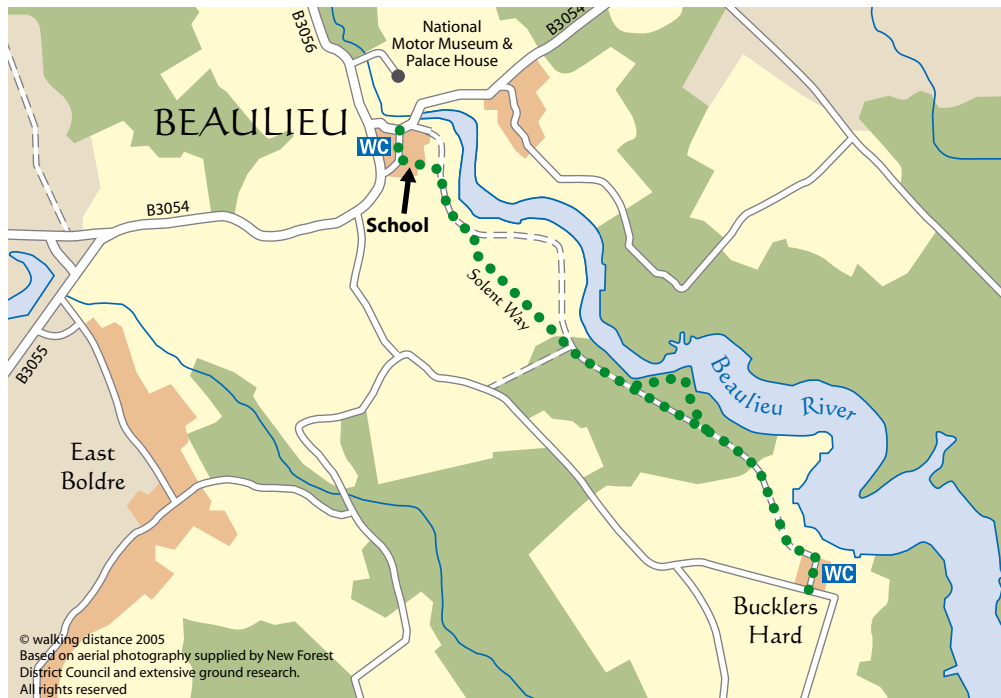 B3056
National
Motor Museum &
Palace House
B3054
BEAULIEU
WC
School
B3054
Solent Way
B3055
Beaulieu River
East
Boldre
WC
Bucklers
Hard
© walking distance 2005
Based on aerial photography supplied by New Forest
District Council and extensive ground research.
All rights reserved